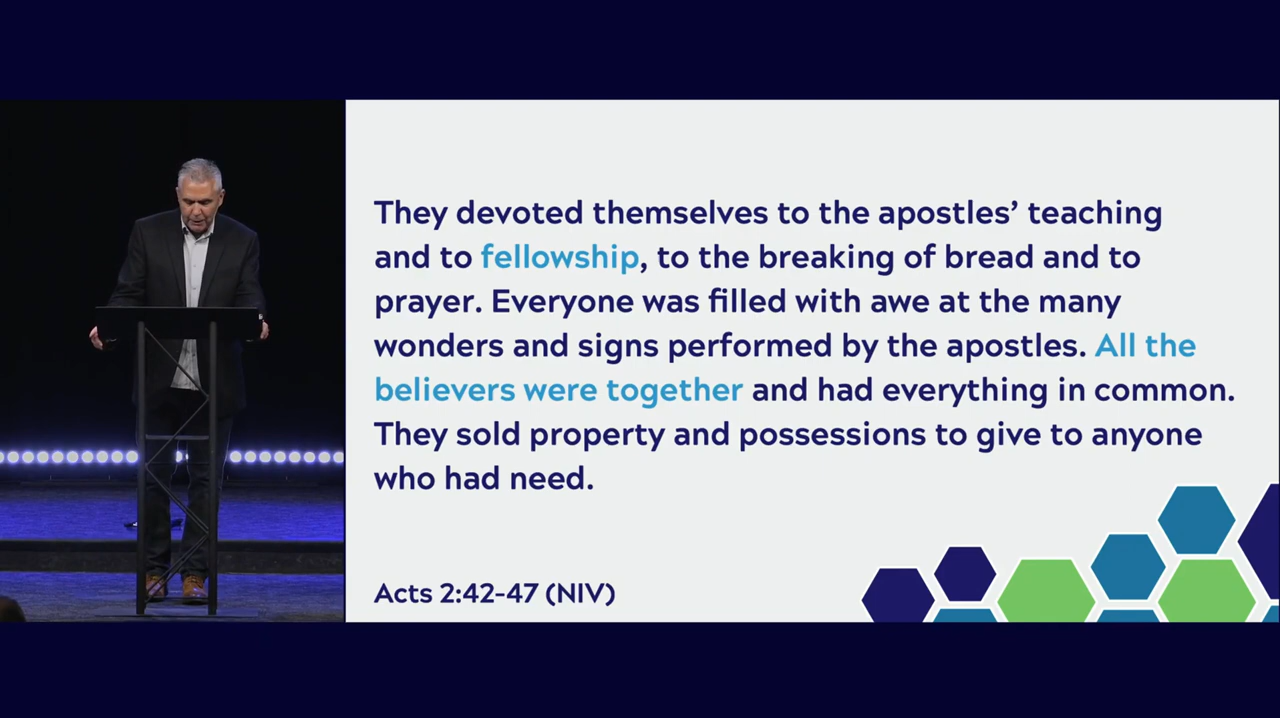 They devoted themselves to the apostles’ teaching
and to fellowship, to the breaking of bread and to
prayer. Everyone was filled with awe at the many
wonders and signs performed by the apostles. All the
believers were together and had everything in common.
They sold property and possessions to give to anyone
who had need.
Acts 2:42-47 (NIV)